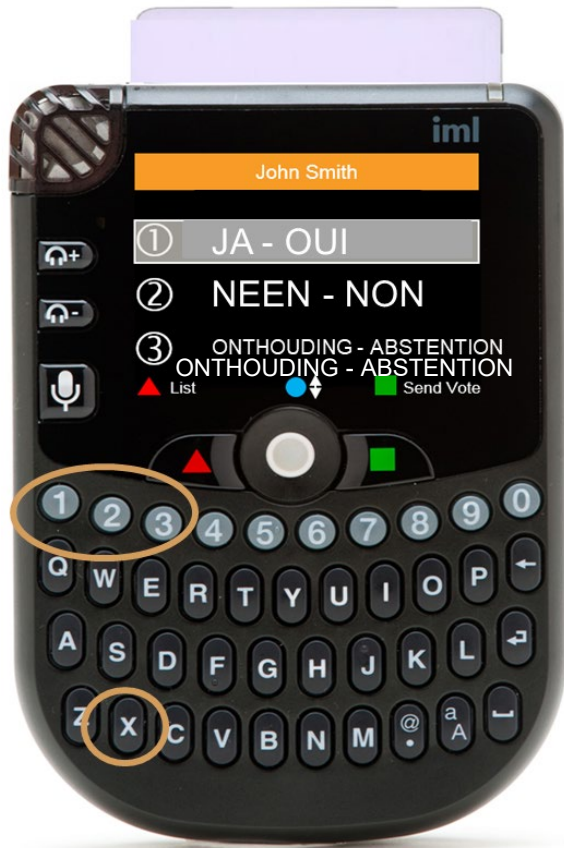 iml
John Smith
1 JA - OUI
2 NEEN - NON
3 ONTHOUDING - ABSTENTION
ONTHOUDING - ABSTENTION
List Send Vote
1 2 3 4 5 6 7 8 9 0
Q W E R T Y U I O P
A S D F G H J K L
Z X C V B N M @ . a A